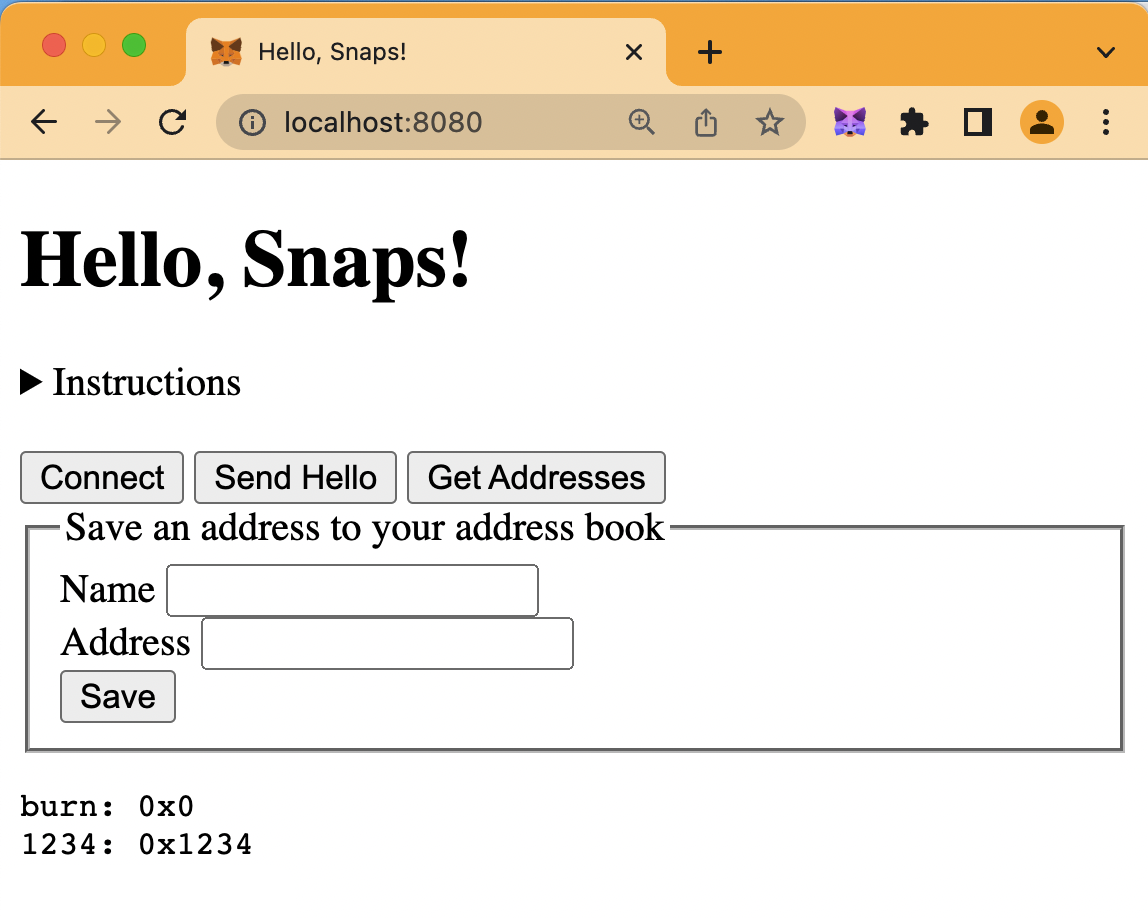 Hello, Snaps!
localhost:8080
Hello, Snaps!
Instructions
Connect Send Hello Get Addresses
Save an address to your address book
Name
Address
Save
burn: 0x0
1234: 0x1234